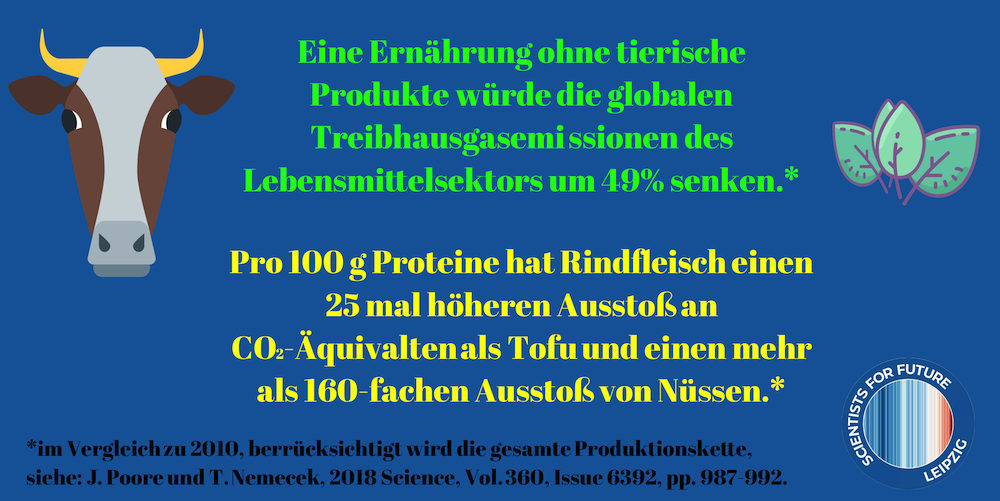 Eine Ernährung ohne tierische
Produkte würde die globalen
Treibhausgasemissionen des
Lebensmittelsektors um 49% senken.*
Pro 100 g Proteine hat Rindfleisch einen
25 mal höheren Ausstoß an
CO₂-Äquivalten als Tofu und einen mehr
als 160-fachen Ausstoß von Nüssen.*
*im Vergleich zu 2010, berrücksichtigt wird die gesamte Produktionskette,
siehe: J. Poore und T. Nemecek, 2018 Science, Vol. 360, Issue 6392, pp. 987-992.
SCIENTISTS FOR FUTURE
LEIPZIG